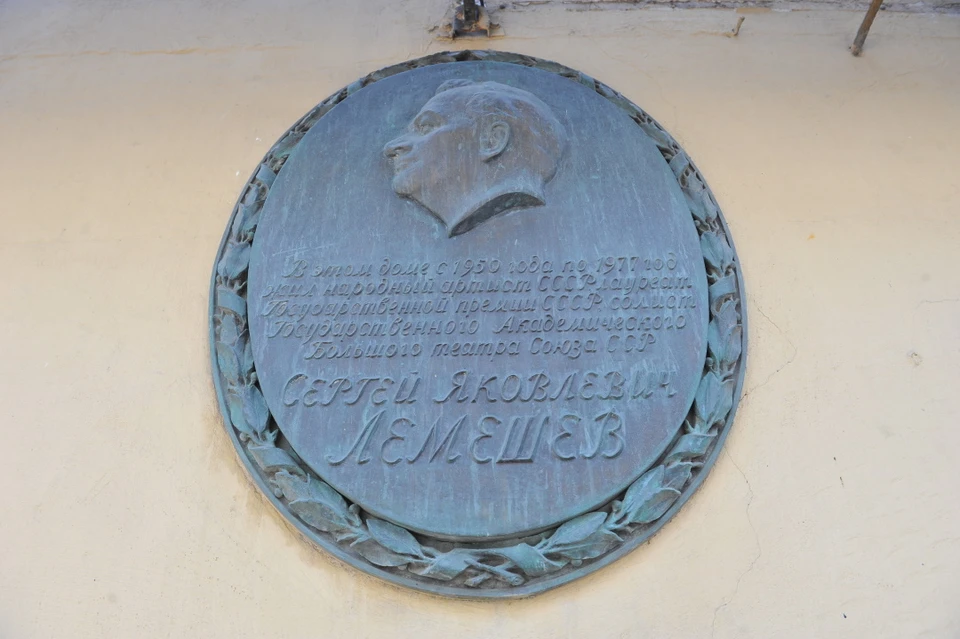 В этом доме с 1950 года по 1977 год
жил народный артист СССР лауреат
Государственной премии СССР солист
Государственного Академического
Большого театра Союза ССР
СЕРГЕЙ ЯКОВЛЕВИЧ
ЛЕМЕШЕВ